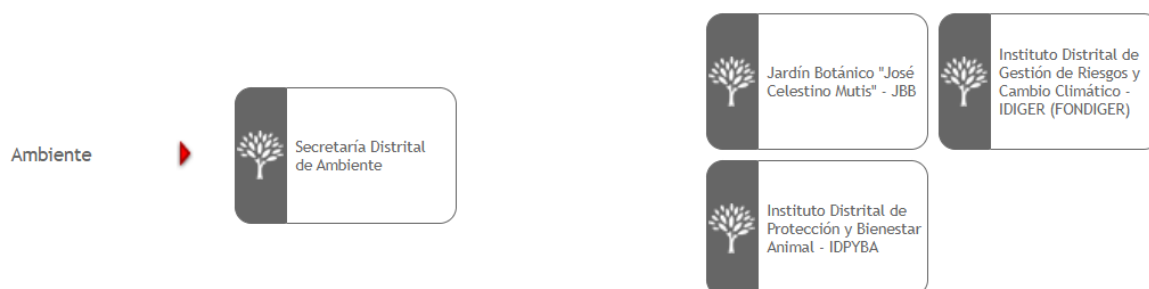 Ambiente
Secretaría Distrital
de Ambiente
Jardín Botánico "José
Celestino Mutis" - JBB
Instituto Distrital de
Gestión de Riesgos y
Cambio Climático -
IDIGER (FONDIGER)
Instituto Distrital de
Protección y Bienestar
Animal - IDPYBA